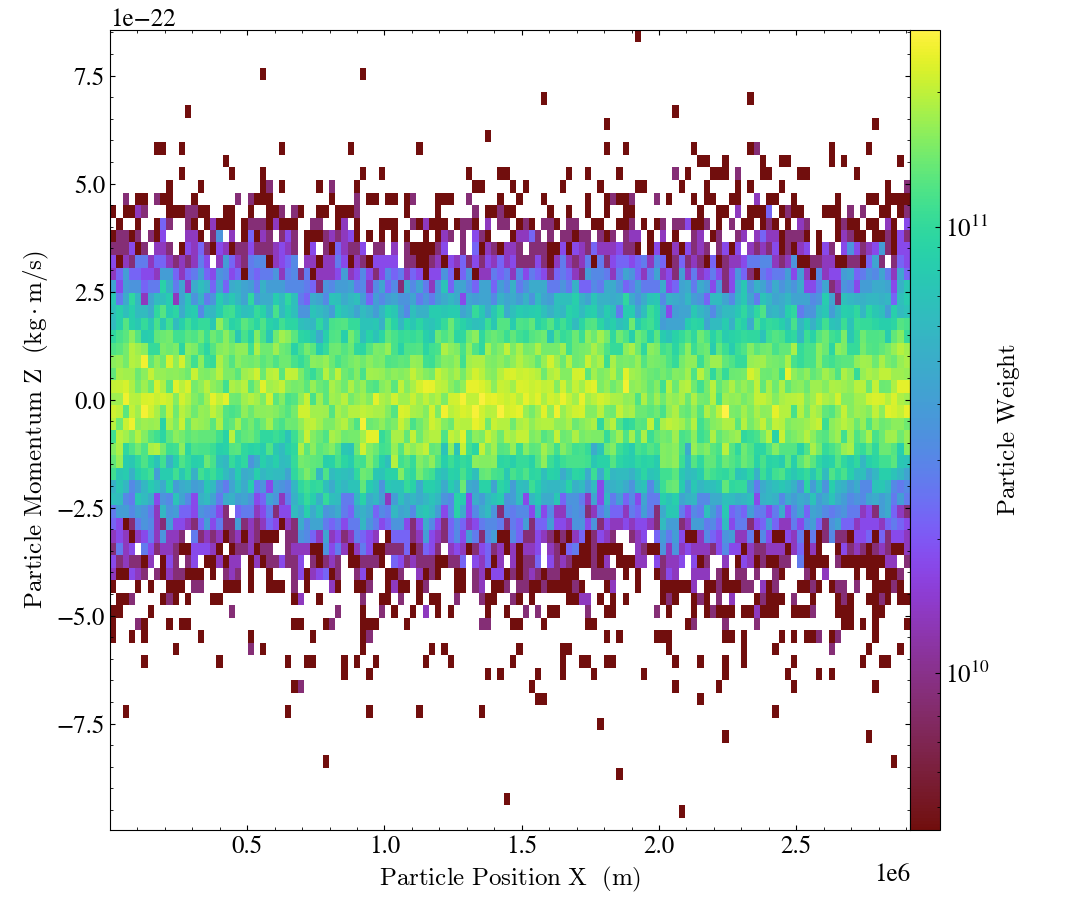 1e−22
7.5
5.0
2.5
0.0
−2.5
−5.0
−7.5
Particle Momentum Z (kg · m/s)
0.5
1.0
1.5
2.0
2.5
1e6
Particle Position X (m)
10¹¹
10¹⁰
Particle Weight